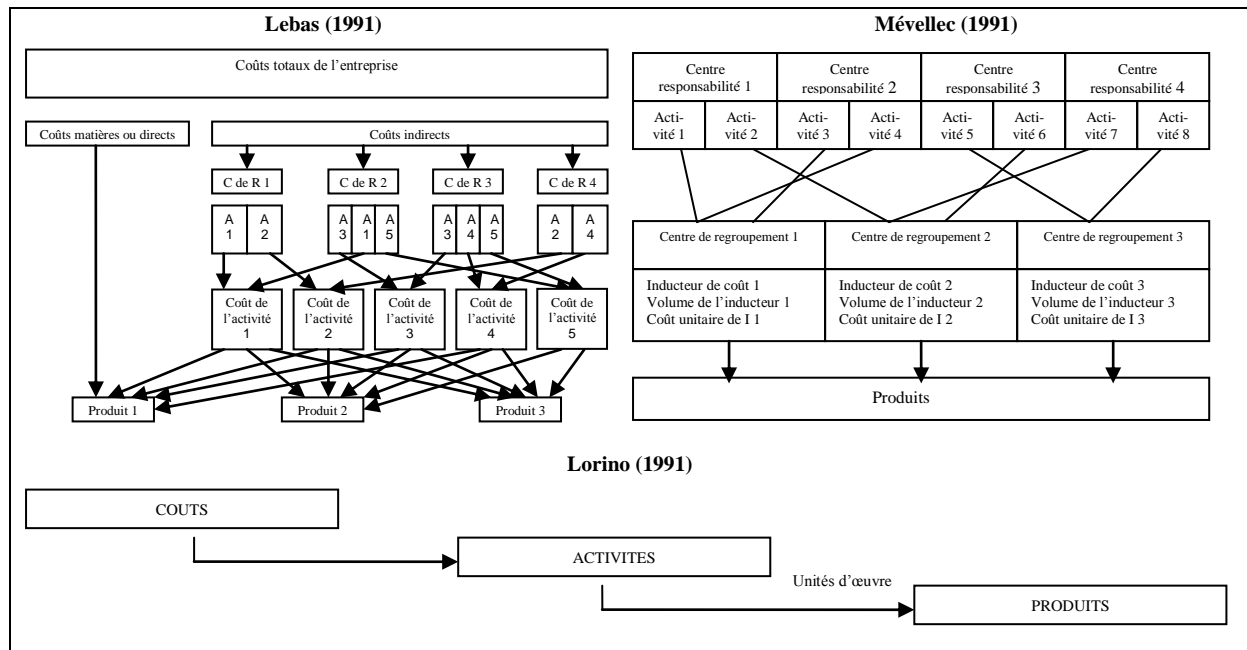 Lebas (1991)
Coûts totaux de l'entreprise
Coûts matières ou directs
Coûts indirects
C de R 1
C de R 2
C de R 3
C de R 4
A 1
A 2
A 3
A 1
A 5
A 3
A 4
A 5
A 2
A 4
Coût de
l'activité
1
Coût de
l'activité
2
Coût de
l'activité
3
Coût de
l'activité
4
Coût de
l'activité
5
Produit 1
Produit 2
Produit 3
Mévellec (1991)
Centre
responsabilité 1
Centre
responsabilité 2
Centre
responsabilité 3
Centre
responsabilité 4
Acti-
vité 1
Acti-
vité 2
Acti-
vité 3
Acti-
vité 4
Acti-
vité 5
Acti-
vité 6
Acti-
vité 7
Acti-
vité 8
Centre de regroupement 1
Centre de regroupement 2
Centre de regroupement 3
Inducteur de coût 1
Volume de l'inducteur 1
Coût unitaire de I 1
Inducteur de coût 2
Volume de l'inducteur 2
Coût unitaire de I 2
Inducteur de coût 3
Volume de l'inducteur 3
Coût unitaire de I 3
Produits
Lorino (1991)
COUTS
ACTIVITES
Unités d'œuvre
PRODUITS